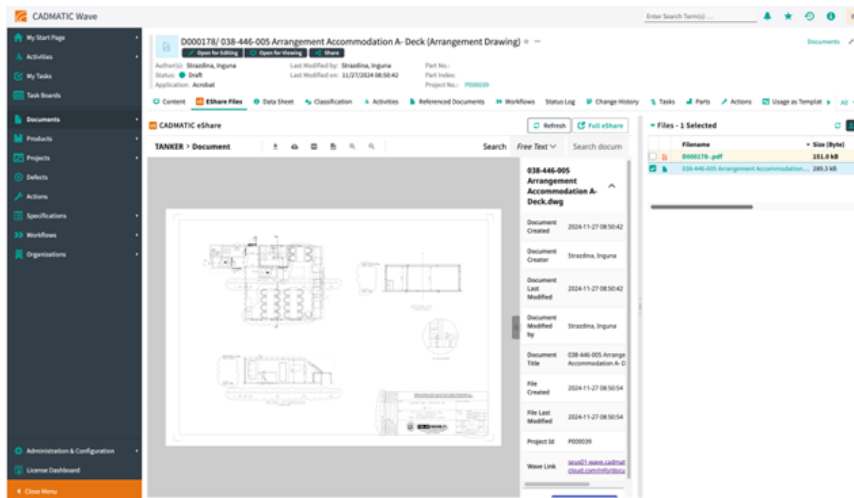 CADMATIC Wave
Enter Search Term(s) ...
My Start Page
Activities
My Tasks
Task Boards
Documents
Products
Projects
Defects
Actions
Specifications
Workflows
Organizations
Administration & Configuration
License Dashboard
Close Menu
D000178/ 038-446-005 Arrangement Accommodation A- Deck (Arrangement Drawing)
Documents
Open for Editing Open for Viewing Share
Author(s): Strazdina, Inguna Last Modified by: Strazdina, Inguna Part No.:
Status: Draft Last Modified on: 11/27/2024 08:50:42 Part Index:
Application: Acrobat Project No.: P000039
Content EShare Files Data Sheet Classification Activities Referenced Documents Workflows Status Log Change History Tasks Parts Actions Usage as Templat All
CADMATIC eShare Refresh Full eShare
TANKER > Document Search Free Text Search docum
038-446-005
Arrangement
Accommodation A-
Deck.dwg
Document Created 2024-11-27 08:50:42
Document Creator Strazdina, Inguna
Document Last Modified 2024-11-27 08:50:42
Document Modified by Strazdina, Inguna
Document Title 038-446-005 Arrange Accommodation A- D
File Created 2024-11-27 08:50:54
File Last Modified 2024-11-27 08:50:54
Project Id P000039
Wave Link
Files - 1 Selected
Filename Size (Byte)
D000178-.pdf 151.0 kB
038-446-005 Arrangement Accommodation... 289.5 kB